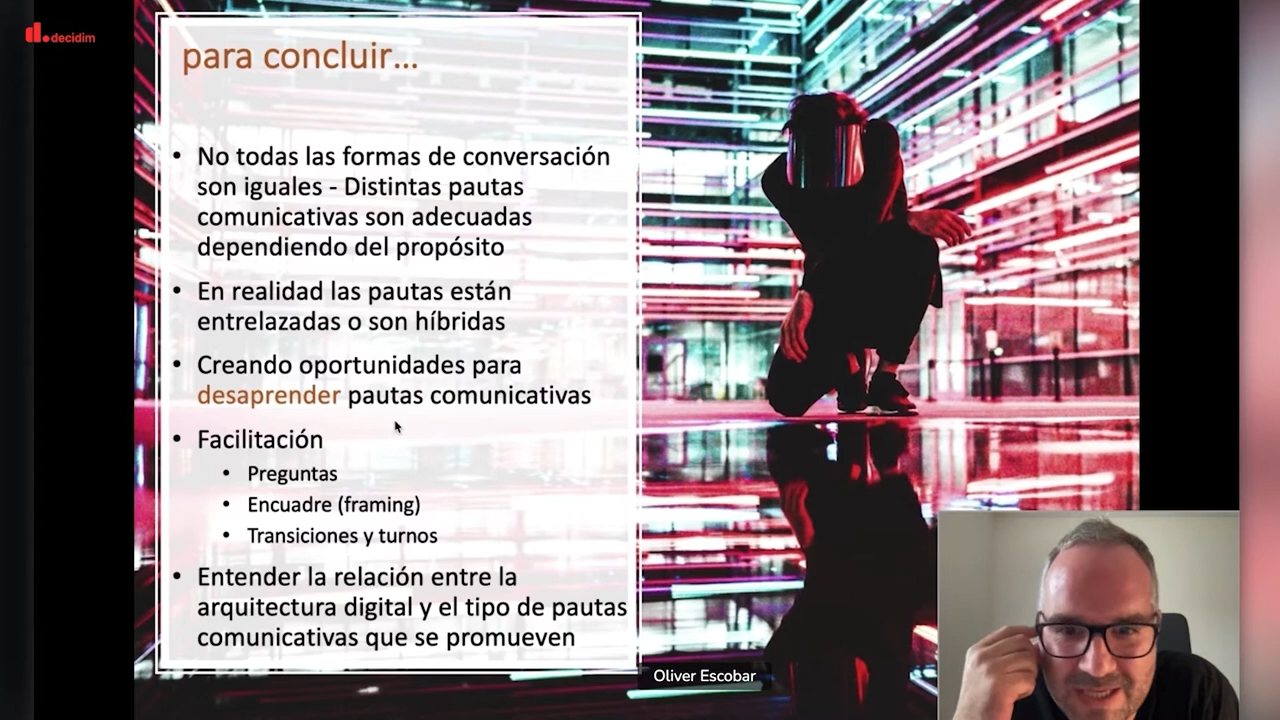 decidim
para concluir...
• No todas las formas de conversación
son iguales - Distintas pautas
comunicativas son adecuadas
dependiendo del propósito
• En realidad las pautas están
entrelazadas o son híbridas
• Creando oportunidades para
desaprender pautas comunicativas
• Facilitación
• Preguntas
• Encuadre (framing)
• Transiciones y turnos
• Entender la relación entre la
arquitectura digital y el tipo de pautas
comunicativas que se promueven
Oliver Escobar